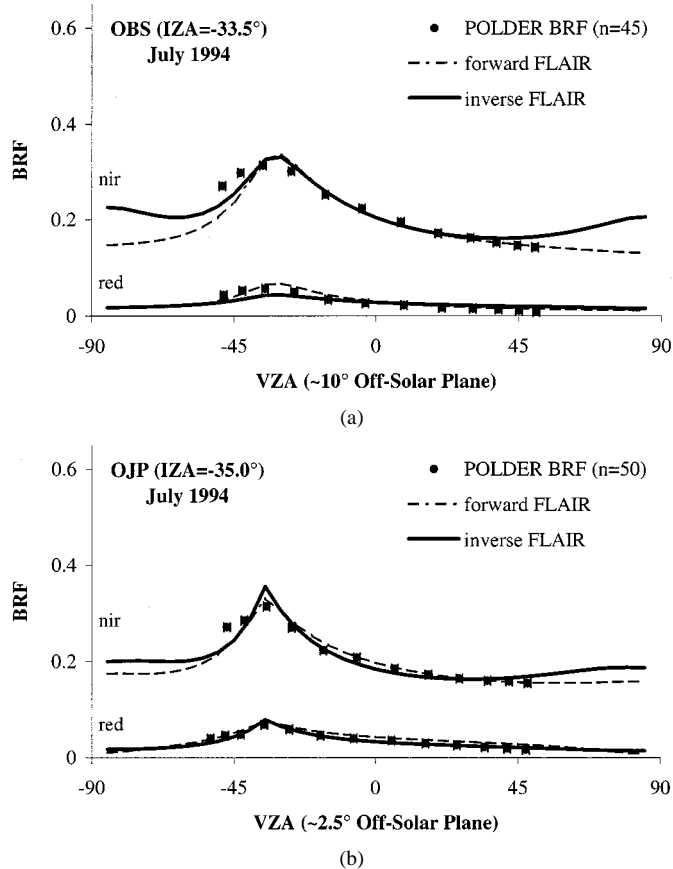 OBS (IZA=-33.5°)
July 1994
POLDER BRF (n=45)
forward FLAIR
inverse FLAIR
0.6
0.4
0.2
0
BRF
nir
red
-90 -45 0 45 90
VZA (~10° Off-Solar Plane)
(a)
OJP (IZA=-35.0°)
July 1994
POLDER BRF (n=50)
forward FLAIR
inverse FLAIR
0.6
0.4
0.2
0
BRF
nir
red
-90 -45 0 45 90
VZA (~2.5° Off-Solar Plane)
(b)